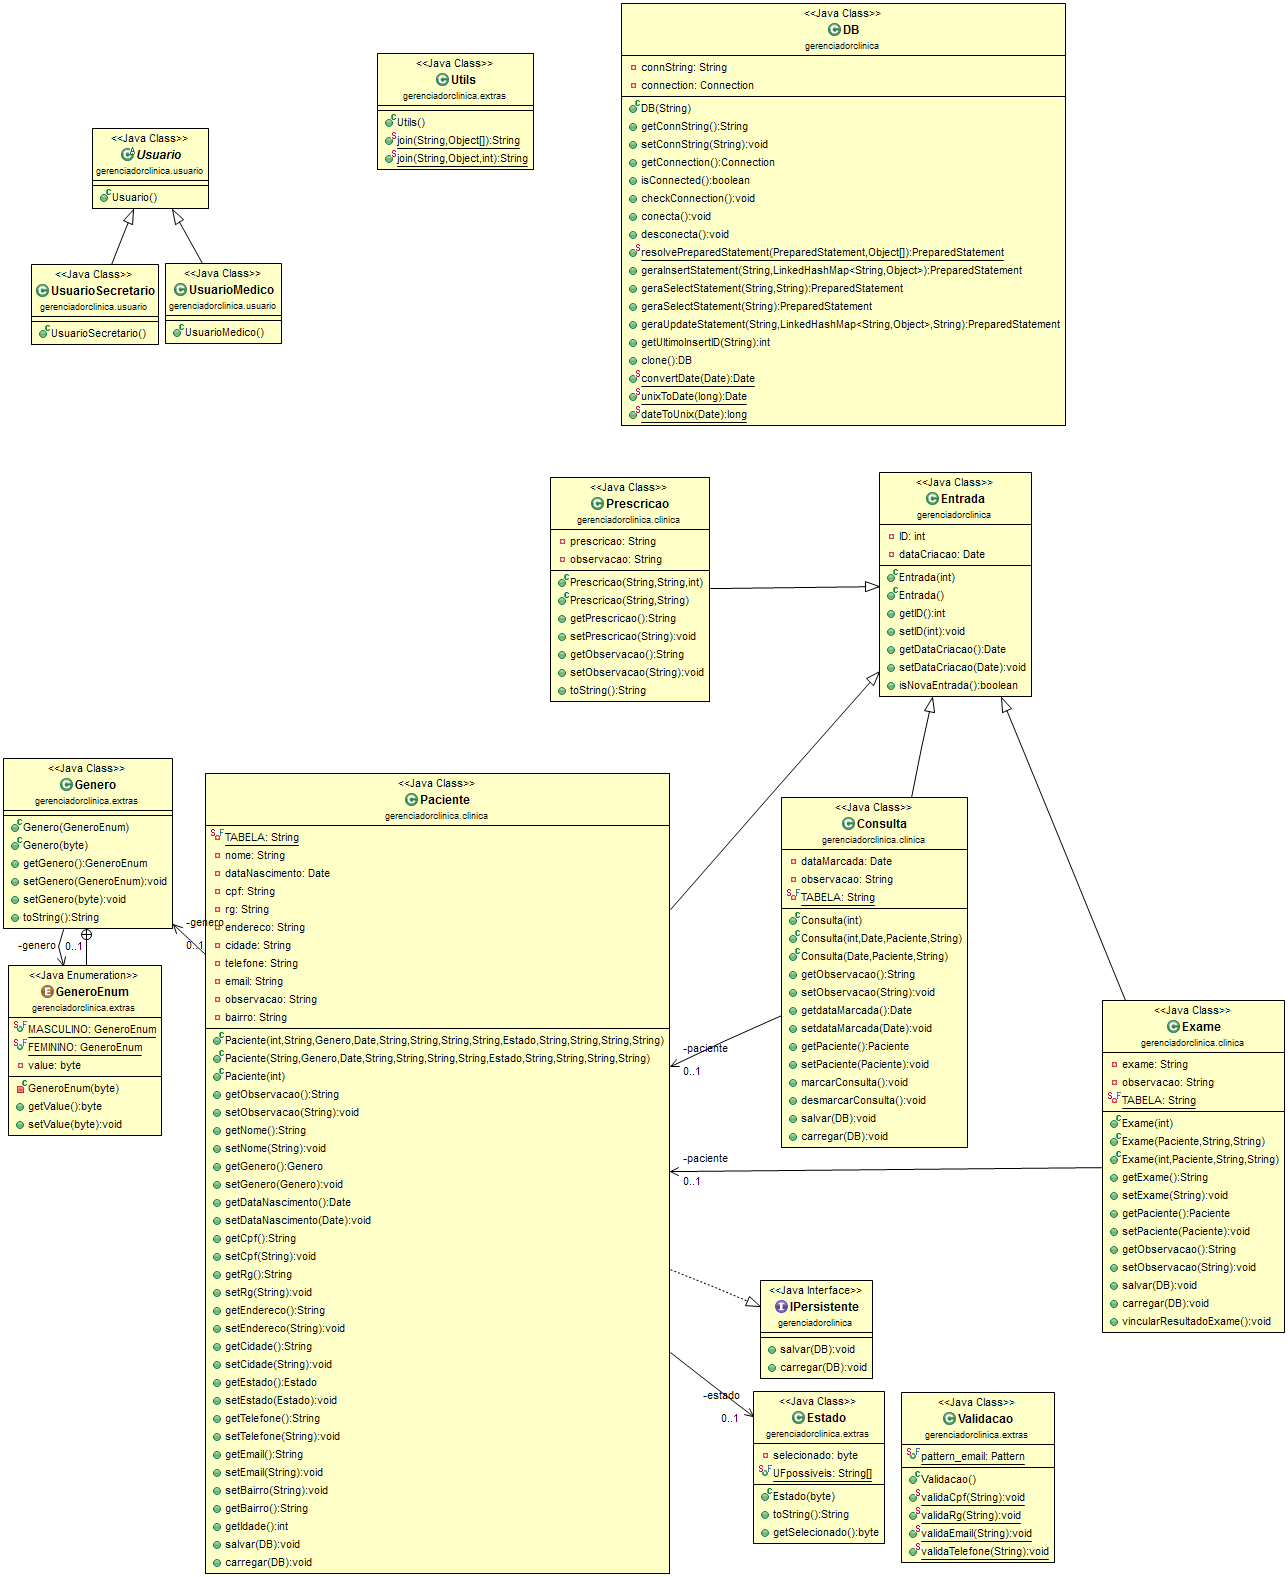 <<Java Class>>
DB
gerenciadorclinica
connString: String
connection: Connection
DB(String)
getConnString():String
setConnString(String):void
getConnection():Connection
isConnected():boolean
checkConnection():void
conecta():void
desconecta():void
resolvePreparedStatement(PreparedStatement,Object[]):PreparedStatement
geraInsertStatement(String,LinkedHashMap<String,Object>):PreparedStatement
geraSelectStatement(String,String):PreparedStatement
geraSelectStatement(String):PreparedStatement
geraUpdateStatement(String,LinkedHashMap<String,Object>,String):PreparedStatement
getUltimoInsertID(String):int
clone():DB
convertDate(Date):Date
unixToDate(long):Date
dateToUnix(Date):long
<<Java Class>>
Utils
gerenciadorclinica.extras
Utils()
join(String,Object[]):String
join(String,Object,int):String
<<Java Class>>
Usuario
gerenciadorclinica.usuario
Usuario()
<<Java Class>>
UsuarioSecretario
gerenciadorclinica.usuario
UsuarioSecretario()
<<Java Class>>
UsuarioMedico
gerenciadorclinica.usuario
UsuarioMedico()
<<Java Class>>
Prescricao
gerenciadorclinica.clinica
prescricao: String
observacao: String
Prescricao(String,String,int)
Prescricao(String,String)
getPrescricao():String
setPrescricao(String):void
getObservacao():String
setObservacao(String):void
toString():String
<<Java Class>>
Entrada
gerenciadorclinica
ID: int
dataCriacao: Date
Entrada(int)
Entrada()
getID():int
setID(int):void
getDataCriacao():Date
setDataCriacao(Date):void
isNovaEntrada():boolean
<<Java Class>>
Genero
gerenciadorclinica.extras
Genero(GeneroEnum)
Genero(byte)
getGenero():GeneroEnum
setGenero(GeneroEnum):void
setGenero(byte):void
toString():String
-genero
0..1
-genero
0..1
<<Java Enumeration>>
GeneroEnum
gerenciadorclinica.extras
MASCULINO: GeneroEnum
FEMININO: GeneroEnum
value: byte
GeneroEnum(byte)
getValue():byte
setValue(byte):void
<<Java Class>>
Paciente
gerenciadorclinica.clinica
TABELA: String
nome: String
dataNascimento: Date
cpf: String
rg: String
endereco: String
cidade: String
telefone: String
email: String
observacao: String
bairro: String
Paciente(int,String,Genero,Date,String,String,String,String,Estado,String,String,String,String)
Paciente(String,Genero,Date,String,String,String,String,Estado,String,String,String,String)
Paciente(int)
getObservacao():String
setObservacao(String):void
getNome():String
setNome(String):void
getGenero():Genero
setGenero(Genero):void
getDataNascimento():Date
setDataNascimento(Date):void
getCpf():String
setCpf(String):void
getRg():String
setRg(String):void
getEndereco():String
setEndereco(String):void
getCidade():String
setCidade(String):void
getEstado():Estado
setEstado(Estado):void
getTelefone():String
setTelefone(String):void
getEmail():String
setEmail(String):void
setBairro(String):void
getBairro():String
getIdade():int
salvar(DB):void
carregar(DB):void
<<Java Class>>
Consulta
gerenciadorclinica.clinica
dataMarcada: Date
observacao: String
TABELA: String
Consulta(int)
Consulta(int,Date,Paciente,String)
Consulta(Date,Paciente,String)
getObservacao():String
setObservacao(String):void
getdataMarcada():Date
setdataMarcada(Date):void
getPaciente():Paciente
setPaciente(Paciente):void
marcarConsulta():void
desmarcarConsulta():void
salvar(DB):void
carregar(DB):void
-paciente
0..1
-paciente
0..1
<<Java Class>>
Exame
gerenciadorclinica.clinica
exame: String
observacao: String
TABELA: String
Exame(int)
Exame(Paciente,String,String)
Exame(int,Paciente,String,String)
getExame():String
setExame(String):void
getPaciente():Paciente
setPaciente(Paciente):void
getObservacao():String
setObservacao(String):void
salvar(DB):void
carregar(DB):void
vincularResultadoExame():void
<<Java Interface>>
IPersistente
gerenciadorclinica
salvar(DB):void
carregar(DB):void
-estado
0..1
<<Java Class>>
Estado
gerenciadorclinica.extras
selecionado: byte
UFpossiveis: String[]
Estado(byte)
toString():String
getSelecionado():byte
<<Java Class>>
Validacao
gerenciadorclinica.extras
pattern_email: Pattern
Validacao()
validaCpf(String):void
validaRg(String):void
validaEmail(String):void
validaTelefone(String):void